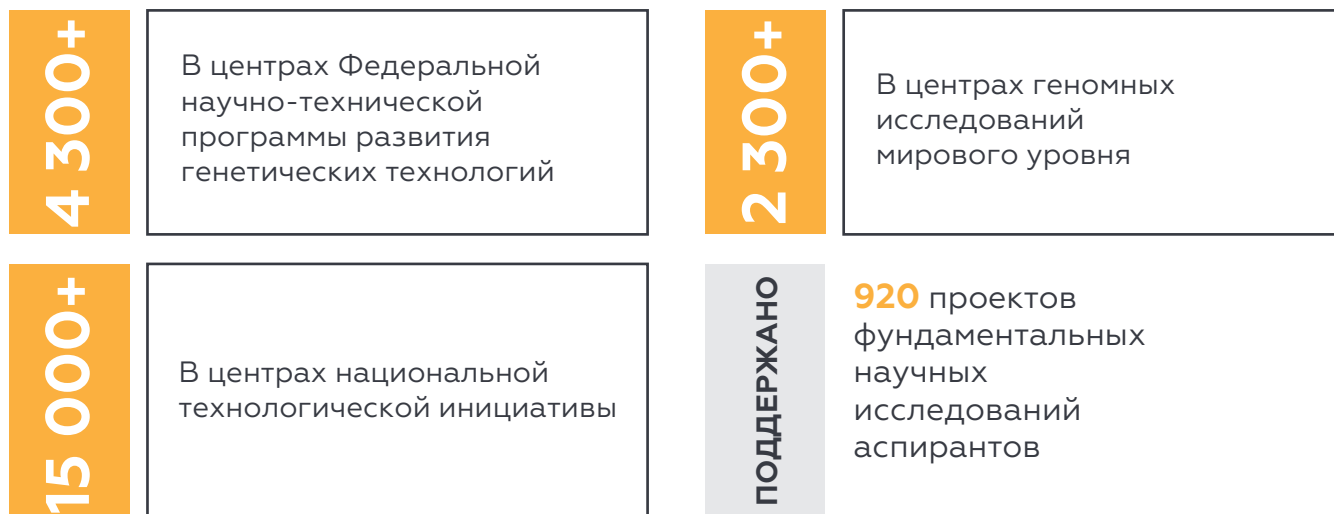 4 300+
В центрах Федеральной
научно-технической
программы развития
генетических технологий
2 300+
В центрах геномных
исследований
мирового уровня
15 000+
В центрах национальной
технологической инициативы
ПОДДЕРЖАНО
920 проектов
фундаментальных
научных
исследований
аспирантов